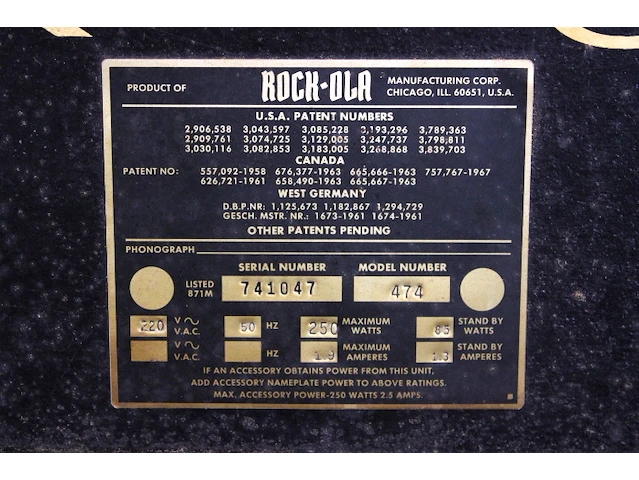 PRODUCT OF ROCK-OLA MANUFACTURING CORP.
CHICAGO, ILL. 60651, U.S.A.
U.S.A. PATENT NUMBERS
2,906,538 3,043,597 3,085,228 3,193,296 3,789,363
2,909,761 3,074,725 3,129,005 3,247,737 3,798,811
3,030,116 3,082,853 3,183,005 3,268,868 3,839,703
CANADA
PATENT NO: 557,092-1958 676,377-1963 665,666-1963 757,767-1967
626,721-1961 658,490-1963 665,667-1963
WEST GERMANY
D.B.P.NR: 1,125,673 1,182,867 1,294,729
GESCH. MSTR. NR.: 1673-1961 1674-1961
OTHER PATENTS PENDING
PHONOGRAPH
SERIAL NUMBER MODEL NUMBER
LISTED 871M 741047 474
220 V~ V.A.C. 50 HZ 250 MAXIMUM WATTS 85 STAND BY WATTS
V~ V.A.C. HZ 1.9 MAXIMUM AMPERES 1.3 STAND BY AMPERES
IF AN ACCESSORY OBTAINS POWER FROM THIS UNIT.
ADD ACCESSORY NAMEPLATE POWER TO ABOVE RATINGS.
MAX. ACCESSORY POWER-250 WATTS 2.5 AMPS.